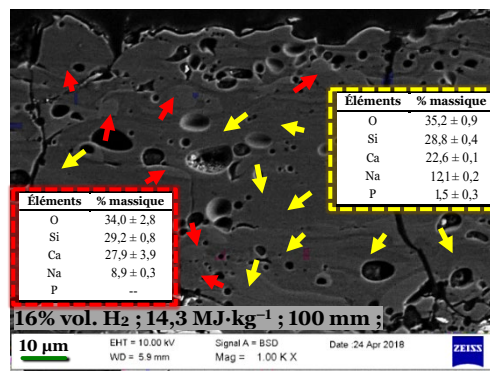 Éléments % massique
O 35,2 ± 0,9
Si 28,8 ± 0,4
Ca 22,6 ± 0,1
Na 12,1 ± 0,2
P 1,5 ± 0,3
Éléments % massique
O 34,0 ± 2,8
Si 29,2 ± 0,8
Ca 27,9 ± 3,9
Na 8,9 ± 0,3
P --
16% vol. H₂ ; 14,3 MJ·kg⁻¹ ; 100 mm ;
10 µm EHT = 10.00 kV Signal A = BSD Date :24 Apr 2018 ZEISS
WD = 5.9 mm Mag = 1.00 K X